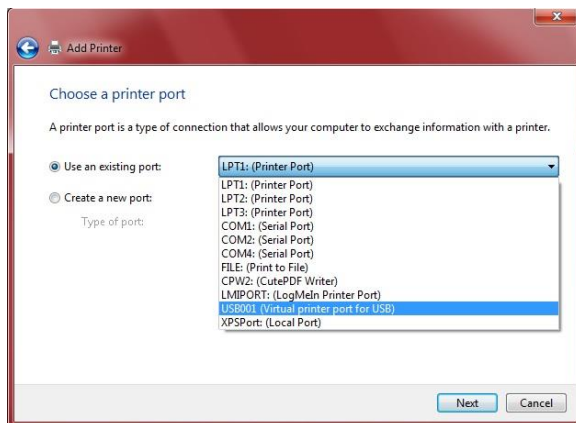 Add Printer
Choose a printer port
A printer port is a type of connection that allows your computer to exchange information with a printer.
Use an existing port:
LPT1: (Printer Port)
LPT1: (Printer Port)
LPT2: (Printer Port)
LPT3: (Printer Port)
COM1: (Serial Port)
COM2: (Serial Port)
COM4: (Serial Port)
FILE: (Print to File)
CPW2: (CutePDF Writer)
LMIPORT: (LogMeIn Printer Port)
USB001 (Virtual printer port for USB)
XPSPort: (Local Port)
Create a new port:
Type of port:
Next
Cancel